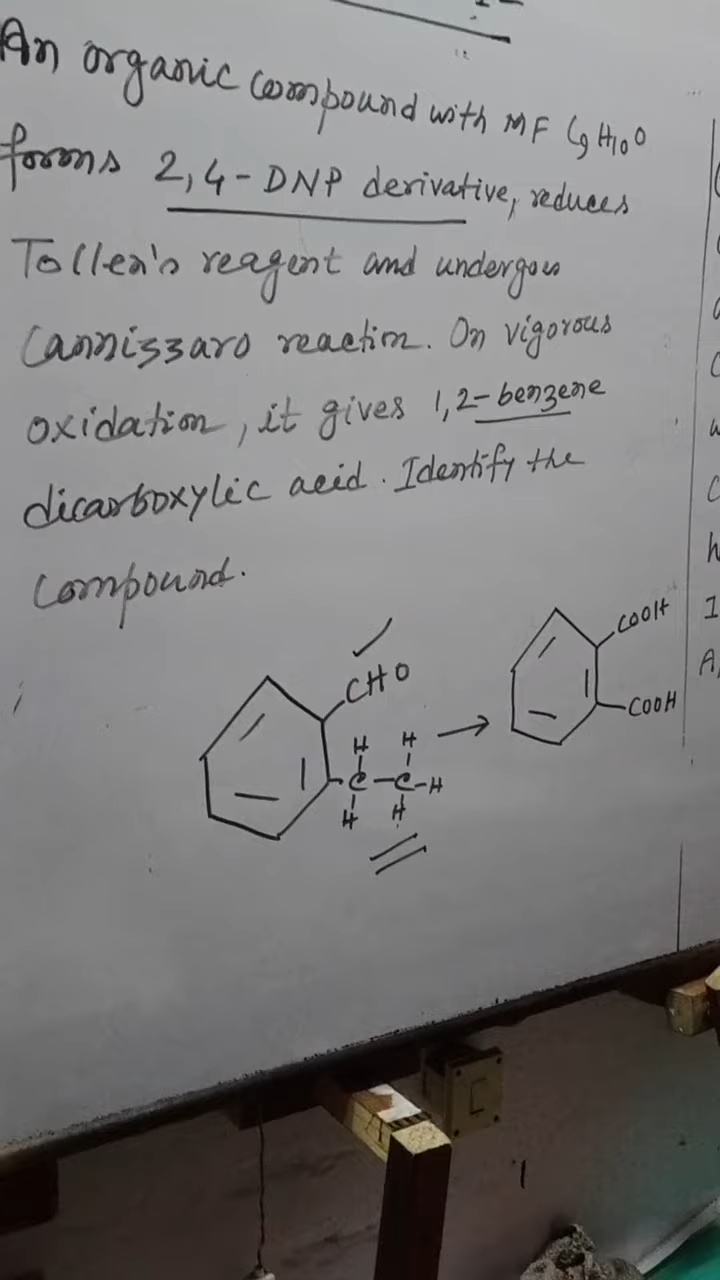 An organic compound with MF C9H10O
forms 2,4-DNP derivative, reduces
Tollen's reagent and undergoes
Cannizzaro reaction. On vigorous
oxidation, it gives 1,2-benzene
dicarboxylic acid. Identify the
compound.
CHO
COOH
COOH
H H
C-C-H
H H